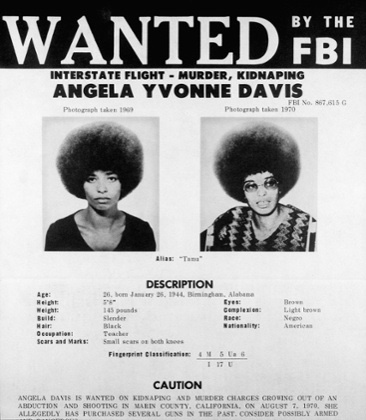 WANTED BY THE FBI
INTERSTATE FLIGHT - MURDER, KIDNAPING
ANGELA YVONNE DAVIS
FBI No. 867,615 G
Photograph taken 1969 Photograph taken 1970
Alias: "Tamu"
DESCRIPTION
Age: 26, born January 26, 1944, Birmingham, Alabama
Height: 5'8" Eyes: Brown
Height: 145 pounds Complexion: Light brown
Build: Slender Race: Negro
Hair: Black Nationality: American
Occupation: Teacher
Scars and Marks: Small scars on both knees
Fingerprint Classification: 4 M 5 Ua 6
I 17 U
CAUTION
ANGELA DAVIS IS WANTED ON KIDNAPING AND MURDER CHARGES GROWING OUT OF AN
ABDUCTION AND SHOOTING IN MARIN COUNTY, CALIFORNIA, ON AUGUST 7, 1970. SHE
ALLEGEDLY HAS PURCHASED SEVERAL GUNS IN THE PAST. CONSIDER POSSIBLY ARMED